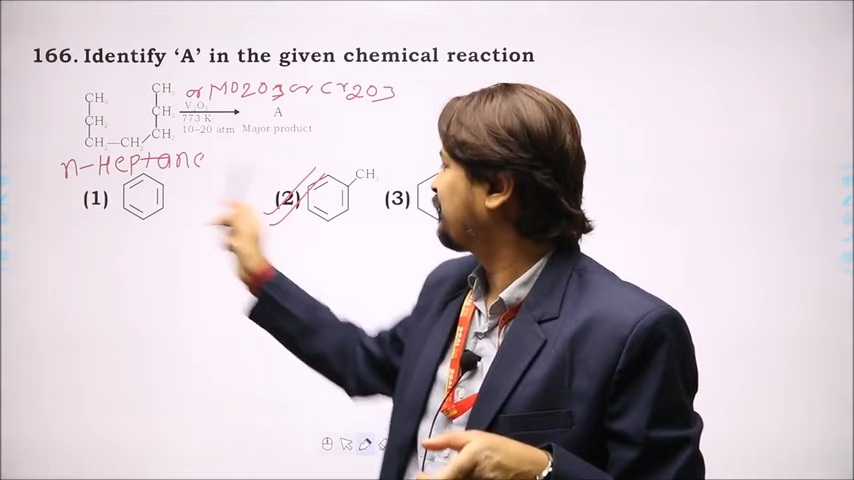 166. Identify 'A' in the given chemical reaction
CH₃ CH₃ or MO2O3 or Cr2O3
V₂O₅
CH₂ CH₂ 773 K A
CH₂—CH₂ CH₂ 10–20 atm Major product
n-Heptane
(1) (2) CH₃ (3)